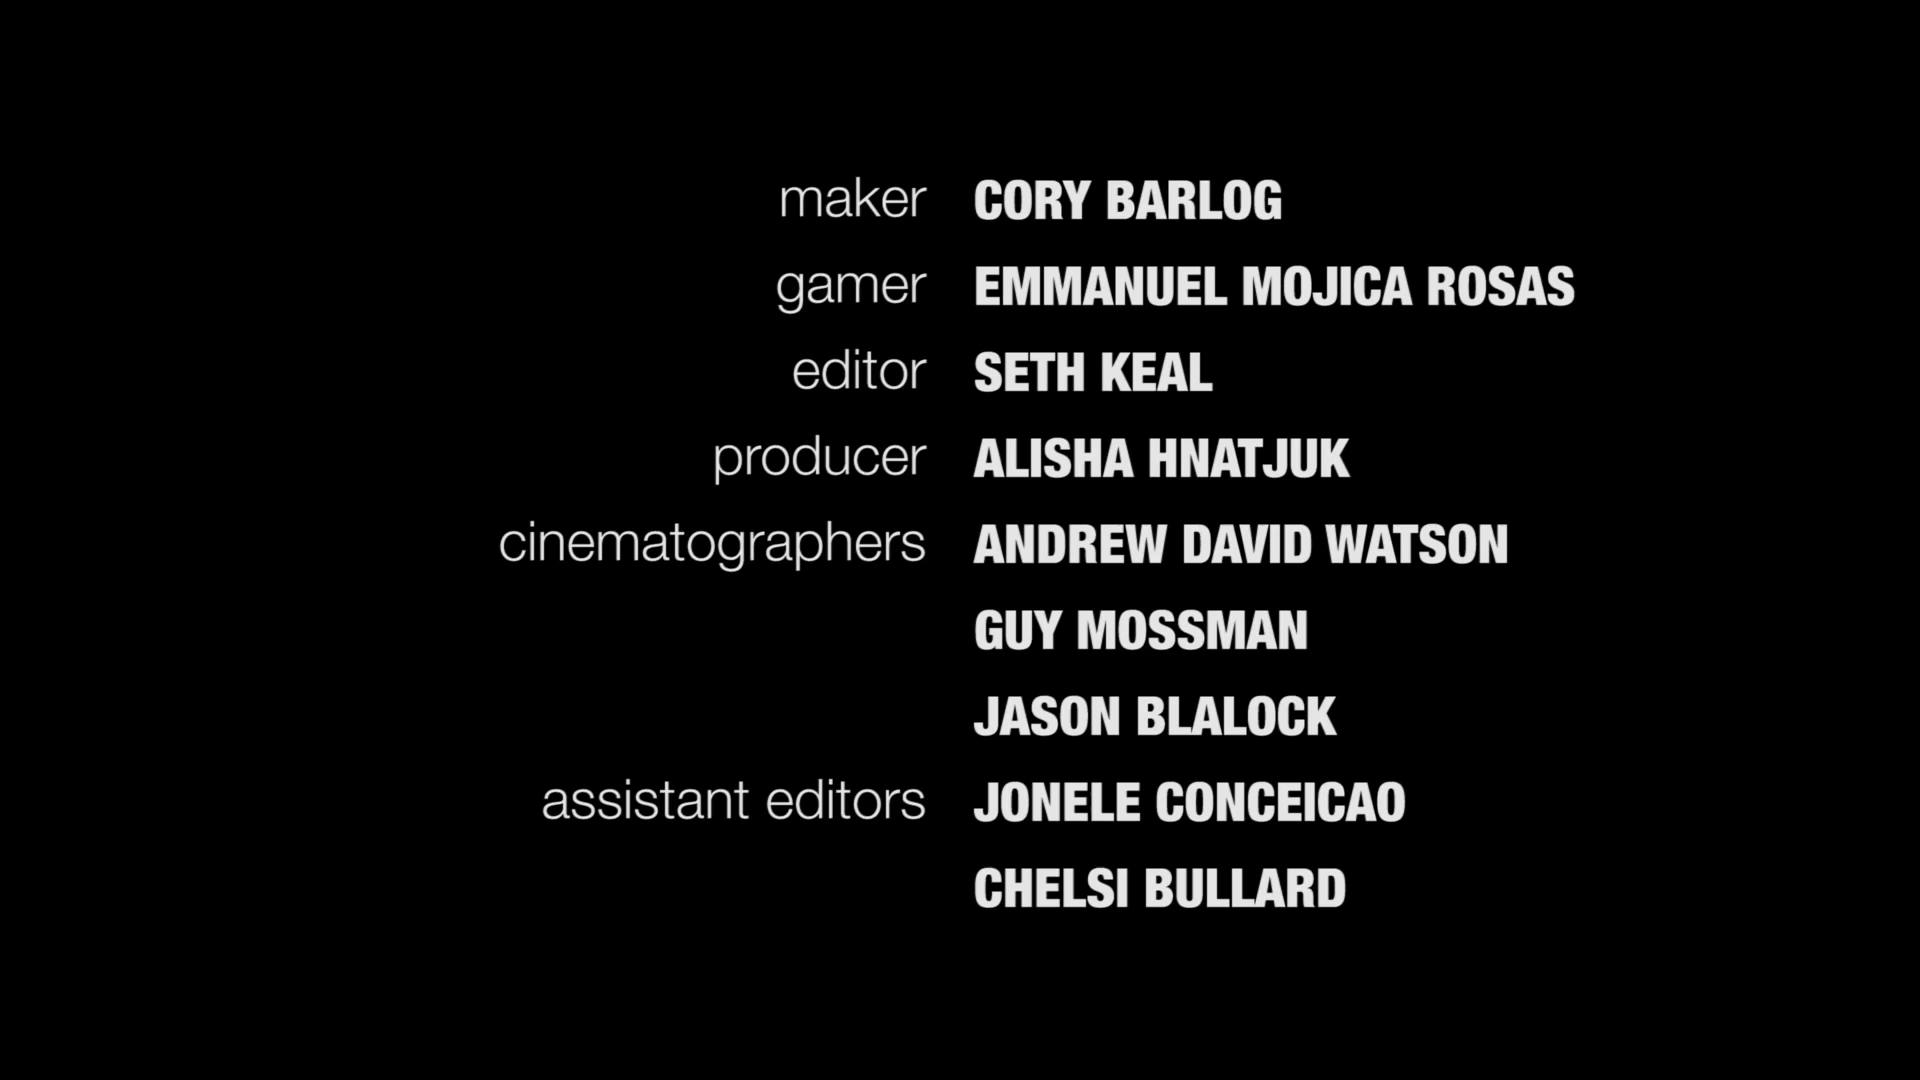 maker CORY BARLOG
gamer EMMANUEL MOJICA ROSAS
editor SETH KEAL
producer ALISHA HNATJUK
cinematographers ANDREW DAVID WATSON
GUY MOSSMAN
JASON BLALOCK
assistant editors JONELE CONCEICAO
CHELSI BULLARD